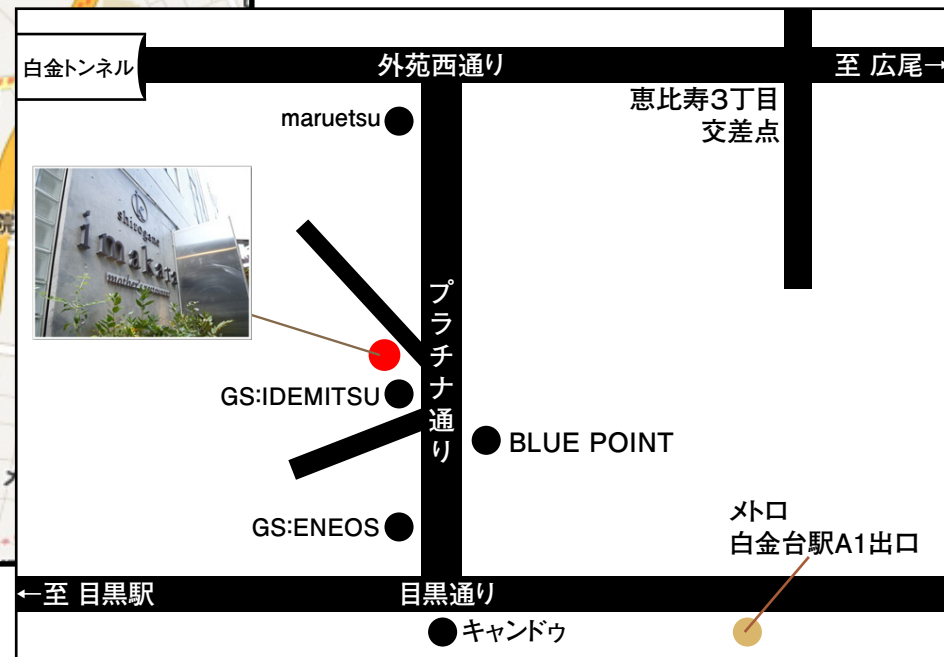 白金トンネル
外苑西通り
至 広尾→
maruetsu
恵比寿3丁目
交差点
shirogane
imakara
プラチナ通り
GS:IDEMITSU
BLUE POINT
GS:ENEOS
メトロ
白金台駅A1出口
←至 目黒駅
目黒通り
キャンドゥ